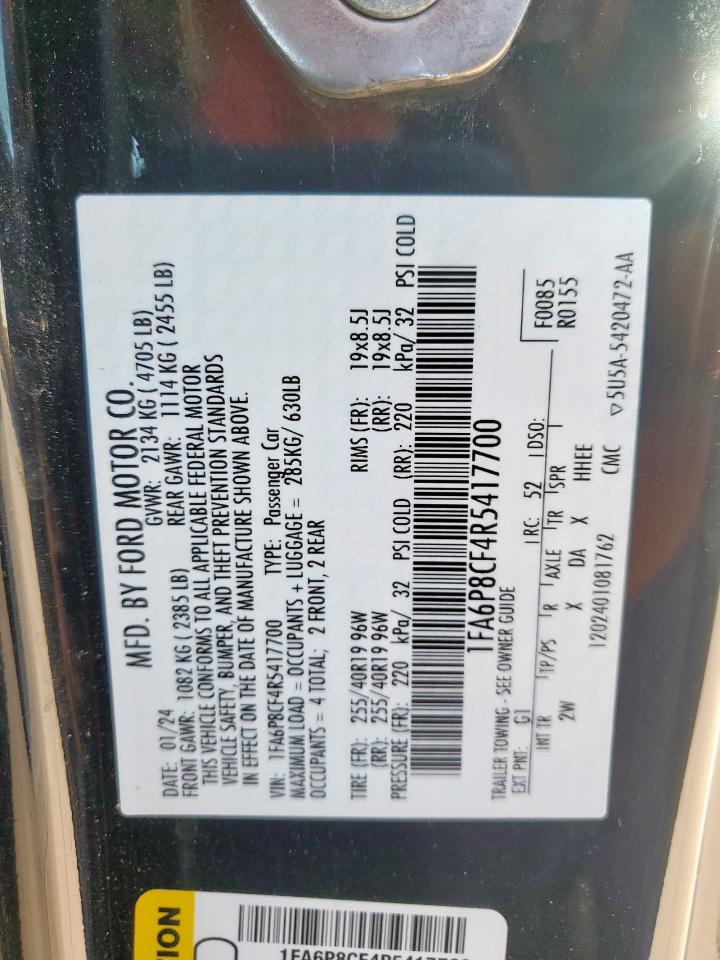 MFD. BY FORD MOTOR CO.
DATE: 01/24 GVWR: 2134 KG ( 4705 LB)
FRONT GAWR: 1082 KG ( 2385 LB) REAR GAWR: 1114 KG ( 2455 LB)
THIS VEHICLE CONFORMS TO ALL APPLICABLE FEDERAL MOTOR
VEHICLE SAFETY, BUMPER, AND THEFT PREVENTION STANDARDS
IN EFFECT ON THE DATE OF MANUFACTURE SHOWN ABOVE.
VIN: 1FA6P8CF4R5417700 TYPE: Passenger Car
MAXIMUM LOAD = OCCUPANTS + LUGGAGE = 285KG/ 630LB
OCCUPANTS = 4 TOTAL; 2 FRONT, 2 REAR
TIRE (FR): 255/40R19 96W RIMS (FR): 19x8.5J
(RR): 255/40R19 96W (RR): 19x8.5J
PRESSURE (FR): 220 kPa/ 32 PSI COLD (RR): 220 kPa/ 32 PSI COLD
1FA6P8CF4R5417700
TRAILER TOWING - SEE OWNER GUIDE
EXT PNT: G1 RC: 52 DSO: F0085
R0155
INT TR TP/PS R AXLE TR SPR
2W X DA X HHEE
1202401081762 CMC ▽5U5A-5420472-AA
TION
1FA6P8CF4R5417700